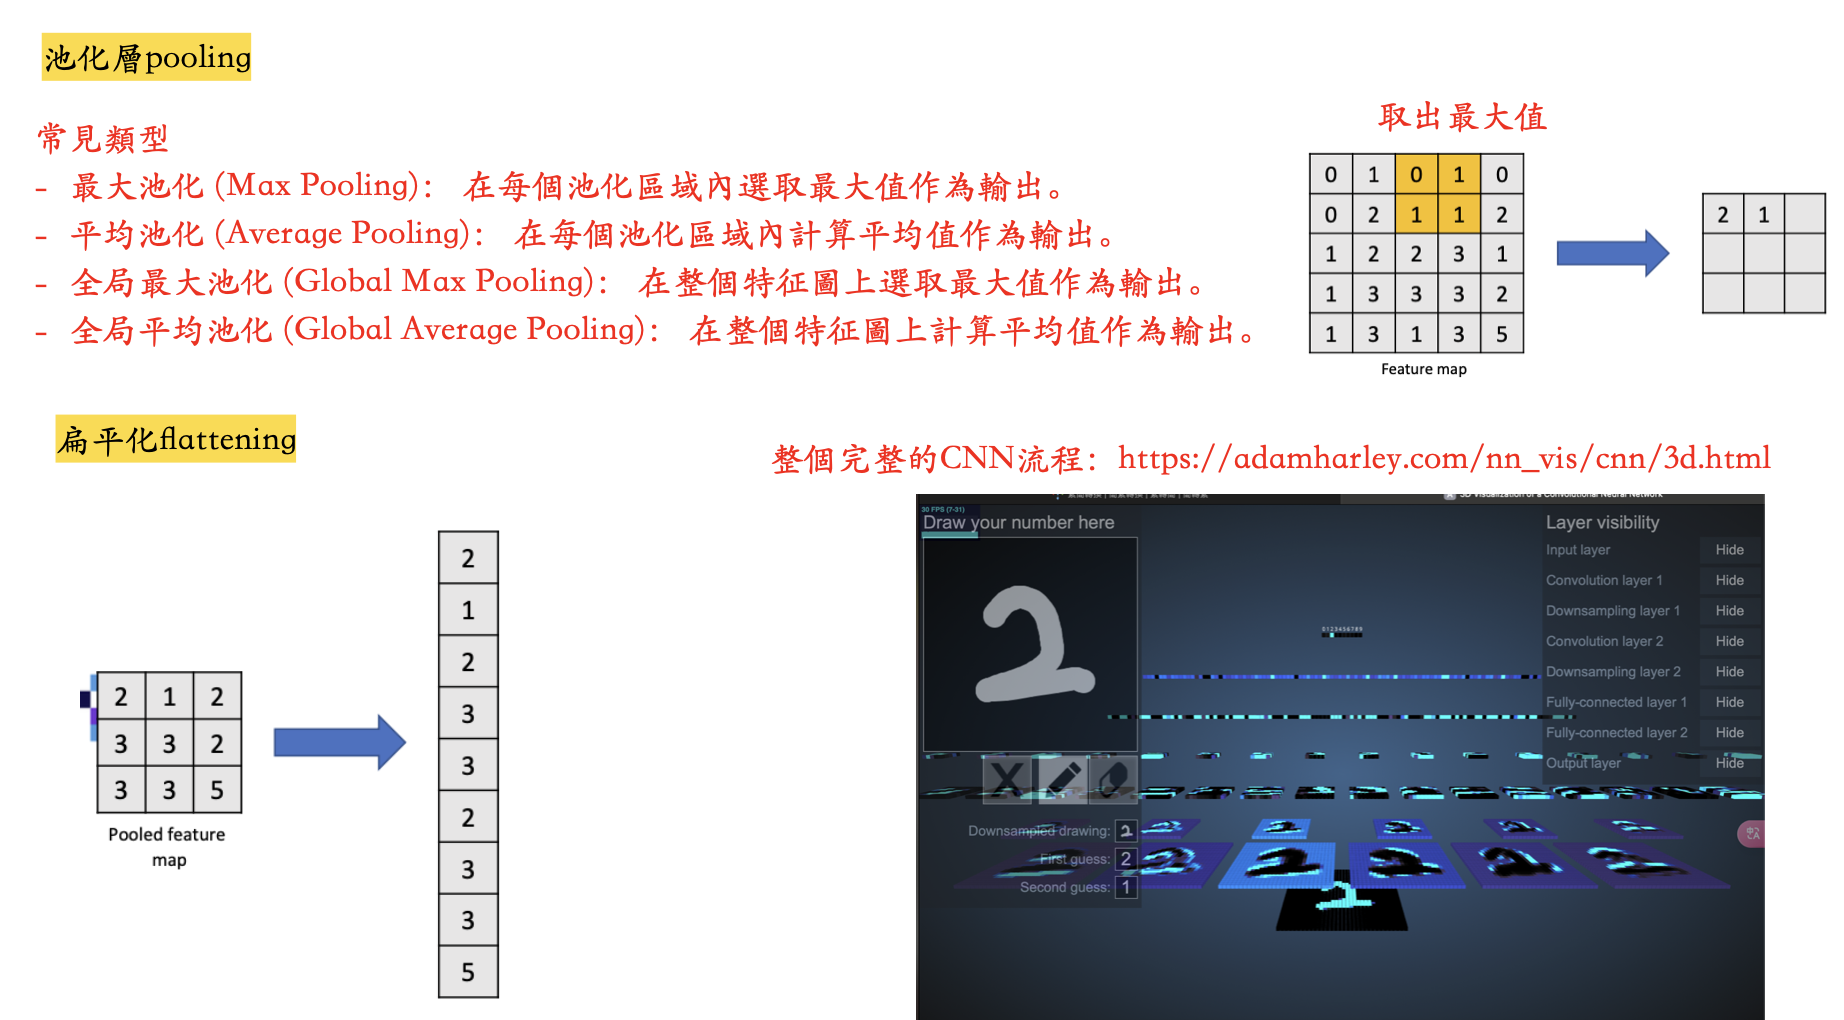 池化層pooling
常見類型
- 最大池化 (Max Pooling)： 在每個池化區域內選取最大值作為輸出。
- 平均池化 (Average Pooling)： 在每個池化區域內計算平均值作為輸出。
- 全局最大池化 (Global Max Pooling)： 在整個特征圖上選取最大值作為輸出。
- 全局平均池化 (Global Average Pooling)： 在整個特征圖上計算平均值作為輸出。
取出最大值
0 1 0 1 0
0 2 1 1 2
1 2 2 3 1
1 3 3 3 2
1 3 1 3 5
Feature map
2 1
扁平化flattening
2 1 2
3 3 2
3 3 5
Pooled feature
map
2
1
2
3
3
2
3
3
5
整個完整的CNN流程：https://adamharley.com/nn_vis/cnn/3d.html
3D Visualization of a Convolutional Neural Network
30 FPS (7-31)
Draw your number here
Downsampled drawing: 2
First guess: 2
Second guess: 1
0123456789
Layer visibility
Input layer Hide
Convolution layer 1 Hide
Downsampling layer 1 Hide
Convolution layer 2 Hide
Downsampling layer 2 Hide
Fully-connected layer 1 Hide
Fully-connected layer 2 Hide
Output layer Hide